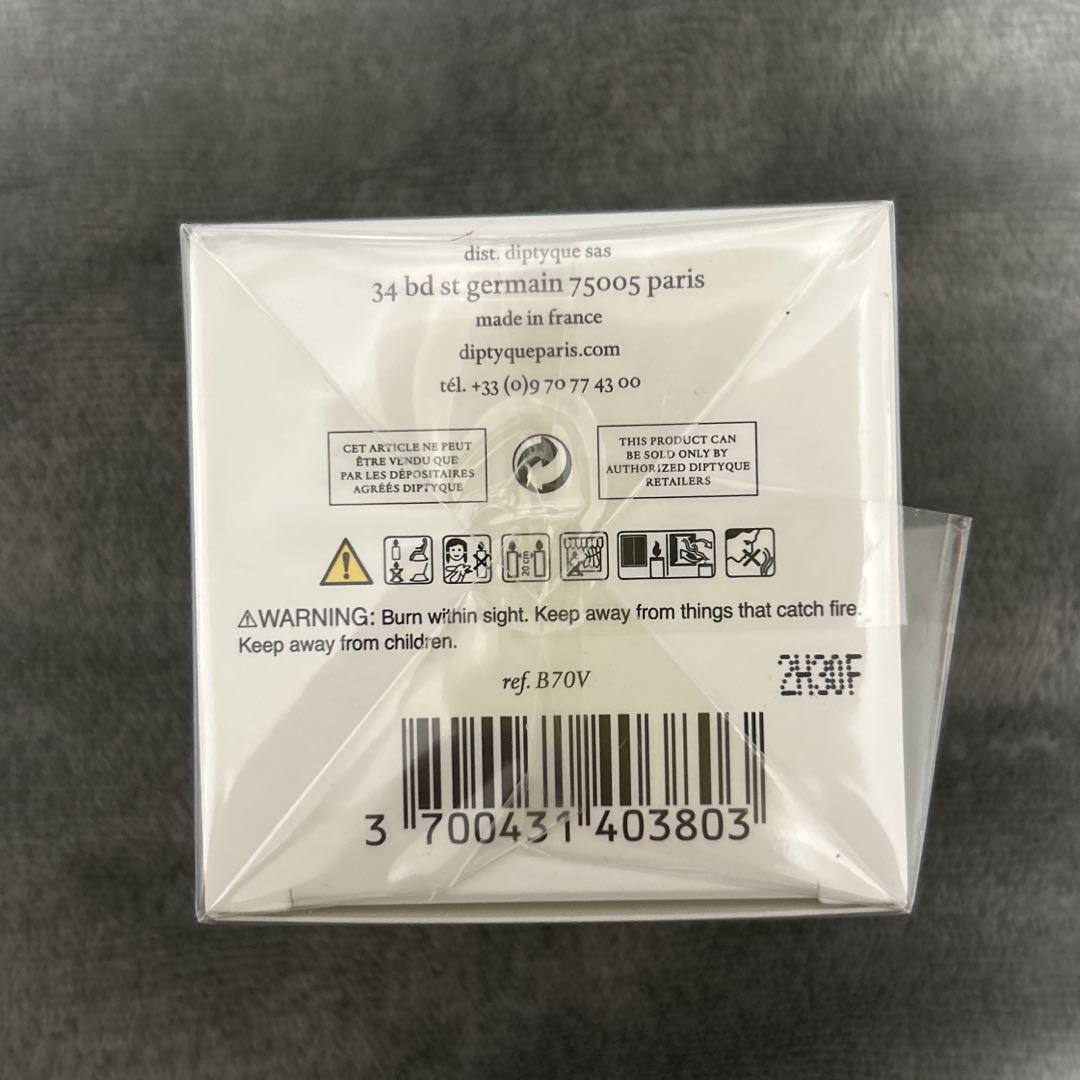 dist. diptyque sas
34 bd st germain 75005 paris
made in france
diptyqueparis.com
tél. +33 (0)9 70 77 43 00
CET ARTICLE NE PEUT
ÊTRE VENDU QUE
PAR LES DÉPOSITAIRES
AGRÉÉS DIPTYQUE
THIS PRODUCT CAN
BE SOLD ONLY BY
AUTHORIZED DIPTYQUE
RETAILERS
20 cm
⚠WARNING: Burn within sight. Keep away from things that catch fire.
Keep away from children.
ref. B70V
2H30F
3 700431 403803